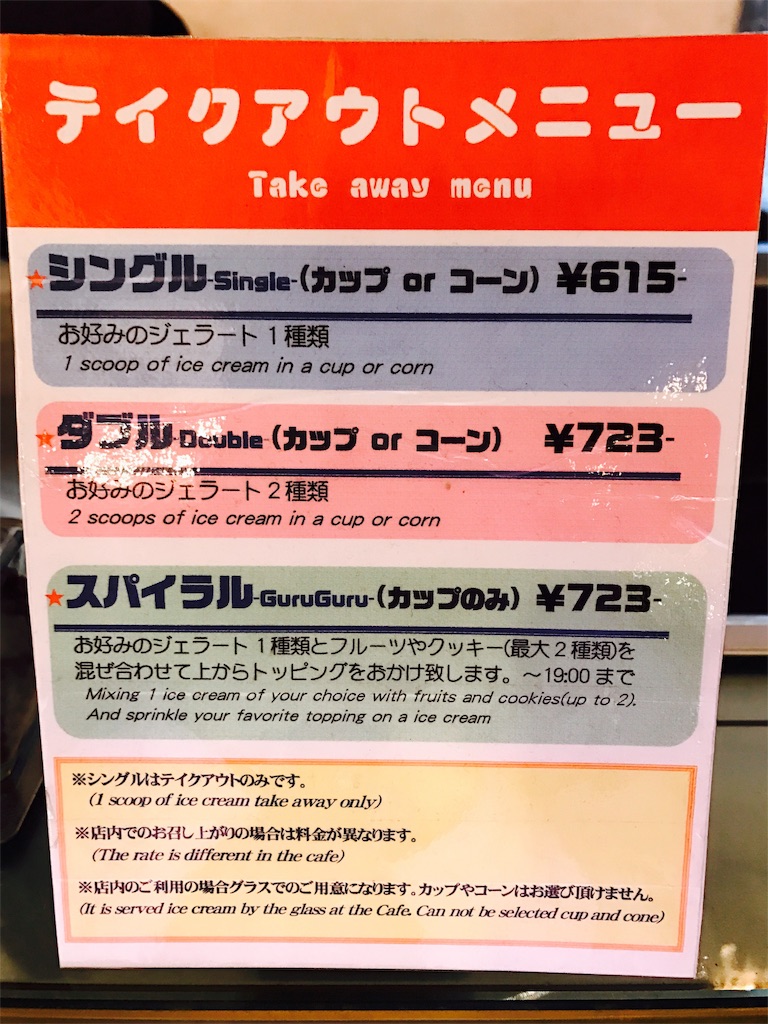 テイクアウトメニュー
Take away menu
★シングル-Single-(カップ or コーン) ¥615-
お好みのジェラート 1 種類
1 scoop of ice cream in a cup or corn
★ダブル-Double-(カップ or コーン) ¥723-
お好みのジェラート 2 種類
2 scoops of ice cream in a cup or corn
★スパイラル-GuruGuru-(カップのみ) ¥723-
お好みのジェラート 1 種類とフルーツやクッキー(最大 2 種類)を
混ぜ合わせて上からトッピングをおかけ致します。～19:00 まで
Mixing 1 ice cream of your choice with fruits and cookies(up to 2).
And sprinkle your favorite topping on a ice cream
※シングルはテイクアウトのみです。
(1 scoop of ice cream take away only)
※店内でのお召し上がりの場合は料金が異なります。
(The rate is different in the cafe)
※店内のご利用の場合グラスでのご用意になります。カップやコーンはお選び頂けません。
(It is served ice cream by the glass at the Cafe. Can not be selected cup and cone)